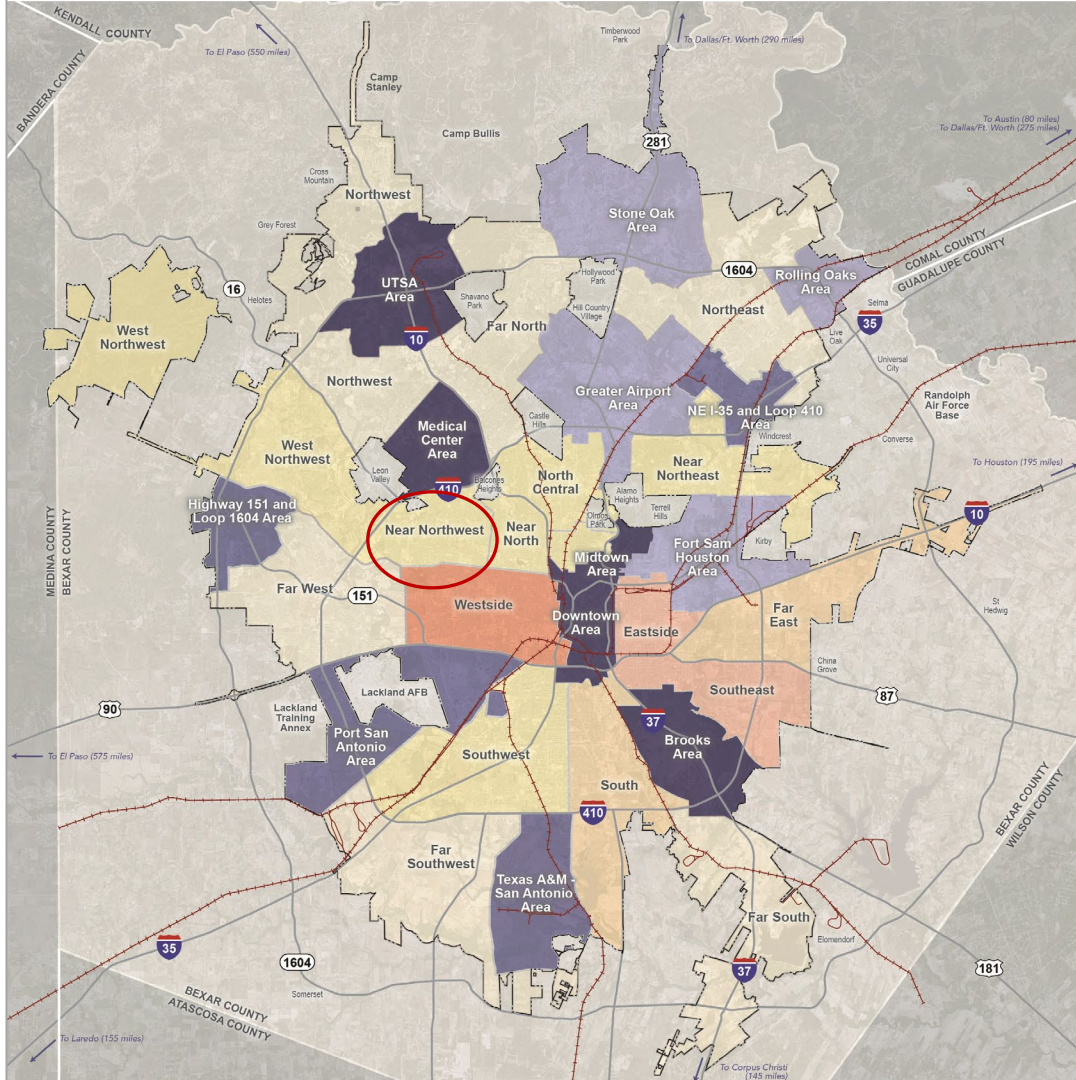 KENDALL COUNTY
BANDERA COUNTY
To El Paso (550 miles)
Timberwood
Park
To Dallas/Ft. Worth (290 miles)
Camp
Stanley
Camp Bullis
To Austin (80 miles)
To Dallas/Ft. Worth (275 miles)
281
Cross
Mountain
Northwest
Grey Forest
Stone Oak
Area
COMAL COUNTY
GUADALUPE COUNTY
1604
Rolling Oaks
Area
UTSA
Area
Hollywood
Park
16
Helotes
Shavano
Park
Hill Country
Village
Northeast
Selma
35
West
Northwest
Far North
10
Live
Oak
Universal
City
Northwest
Greater Airport
Area
NE I-35 and Loop 410
Area
Randolph
Air Force
Base
Castle
Hills
Medical
Center
Area
Windcrest
Converse
West
Northwest
Leon
Valley
410
Balcones
Heights
North
Central
Near
Northeast
To Houston (195 miles)
Alamo
Heights
Terrell
Hills
Olmos
Park
Highway 151 and
Loop 1604 Area
10
Near Northwest
Near
North
Kirby
Fort Sam
Houston
Area
Midtown
Area
MEDINA COUNTY
BEXAR COUNTY
Far West
151
Westside
Downtown
Area
Eastside
Far
East
St
Hedwig
China
Grove
Southeast
87
Lackland AFB
90
Lackland
Training
Annex
37
Port San
Antonio
Area
Brooks
Area
To El Paso (575 miles)
Southwest
South
410
BEXAR COUNTY
WILSON COUNTY
Far
Southwest
Texas A&M -
San Antonio
Area
Far South
Elomendorf
35
1604
37
181
Somerset
BEXAR COUNTY
ATASCOSA COUNTY
To Laredo (155 miles)
To Corpus Christi
(145 miles)